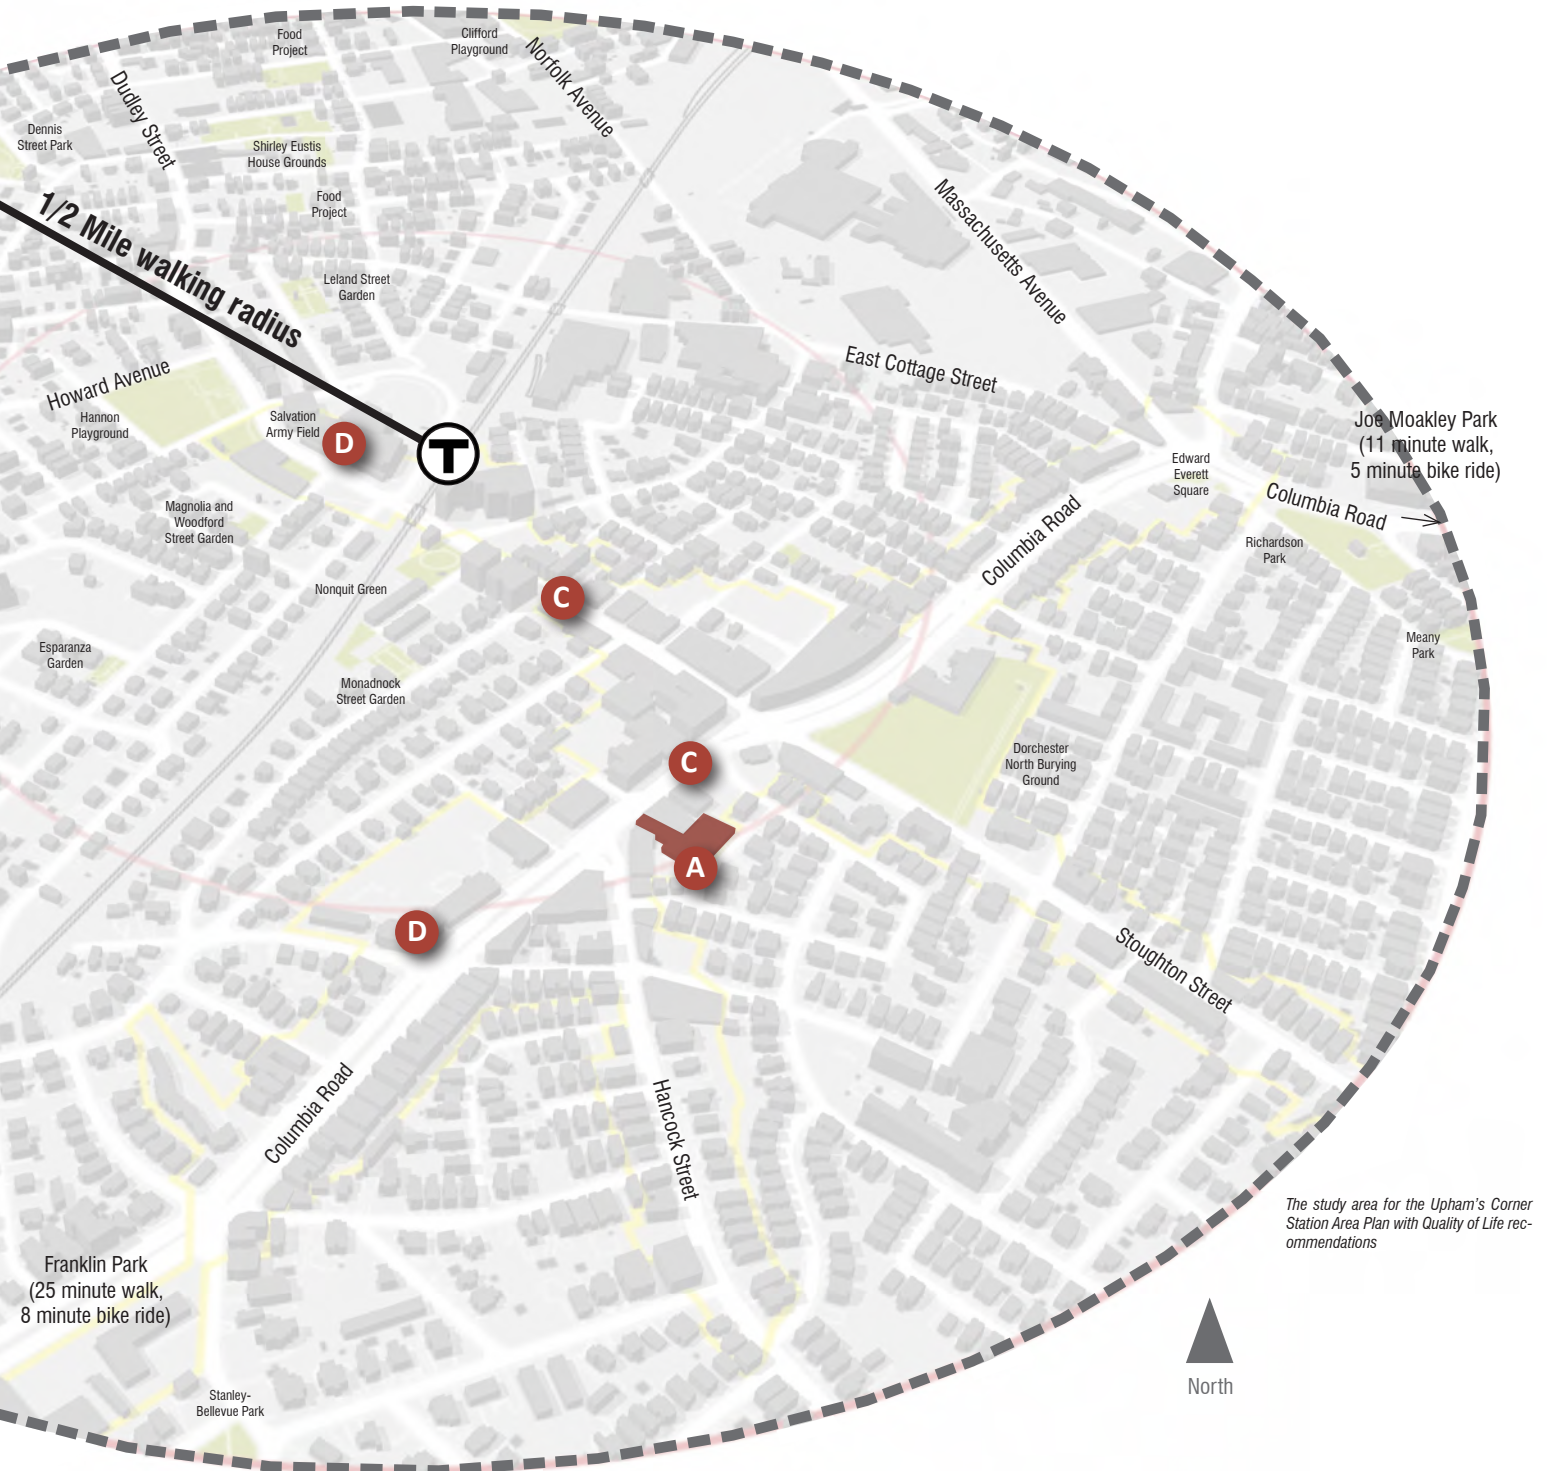 Food
Project
Clifford
Playground
Norfolk Avenue
Dudley Street
Dennis
Street Park
Shirley Eustis
House Grounds
Food
Project
Massachusetts Avenue
1/2 Mile walking radius
Leland Street
Garden
East Cottage Street
Howard Avenue
Hannon
Playground
Salvation
Army Field
D
T
Joe Moakley Park
(11 minute walk,
5 minute bike ride)
Edward
Everett
Square
Columbia Road
Columbia Road
Magnolia and
Woodford
Street Garden
Richardson
Park
Nonquit Green
C
Esparanza
Garden
Meany
Park
Monadnock
Street Garden
C
Dorchester
North Burying
Ground
A
D
Stoughton Street
Columbia Road
Hancock Street
The study area for the Upham's Corner
Station Area Plan with Quality of Life rec-
ommendations
Franklin Park
(25 minute walk,
8 minute bike ride)
North
Stanley-
Bellevue Park